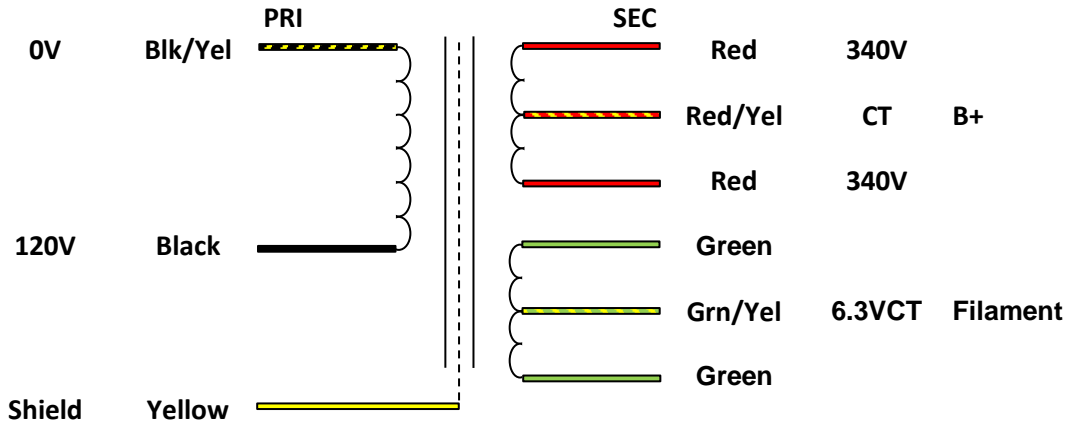 PRI SEC
0V Blk/Yel Red 340V
Red/Yel CT B+
Red 340V
120V Black Green
Grn/Yel 6.3VCT Filament
Green
Shield Yellow